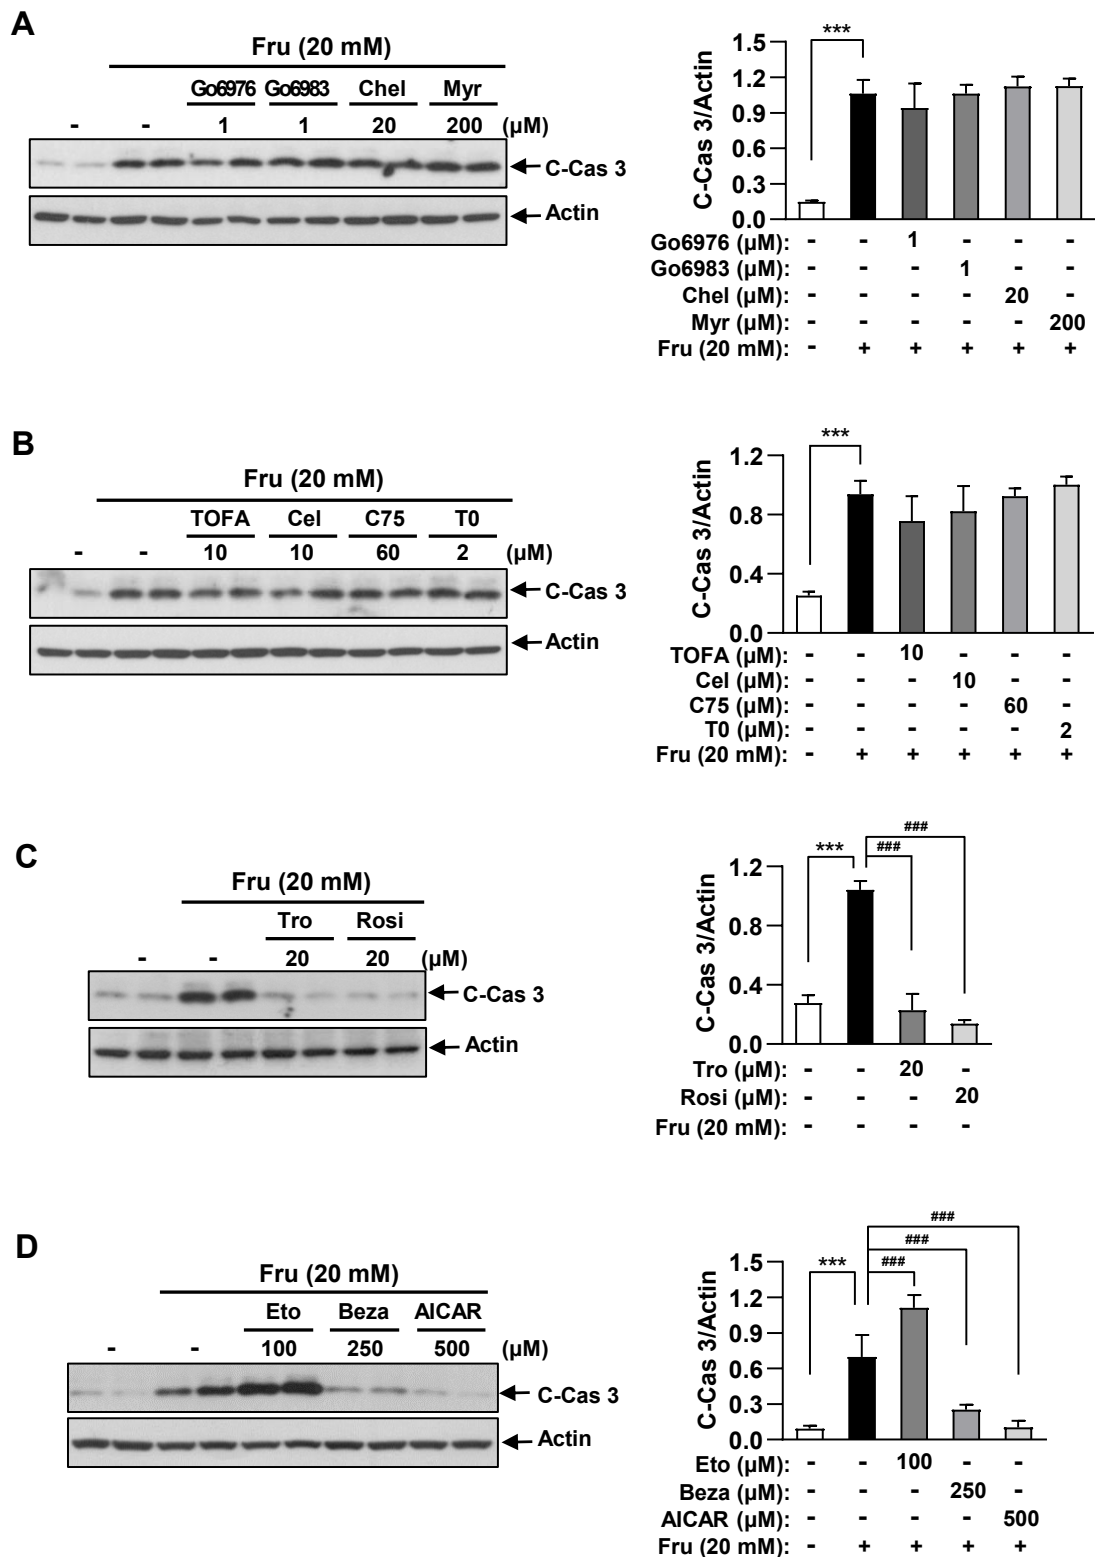 A
Fru (20 mM)
Go6976 Go6983 Chel Myr
- - 1 1 20 200 (μM)
C-Cas 3
Actin
C-Cas 3/Actin
1.5
1.2
0.9
0.6
0.3
0.0
***
Go6976 (μM): - - 1 - - -
Go6983 (μM): - - - 1 - -
Chel (μM): - - - - 20 -
Myr (μM): - - - - - 200
Fru (20 mM): - + + + + +
B
Fru (20 mM)
TOFA Cel C75 T0
- - 10 10 60 2 (μM)
C-Cas 3
Actin
C-Cas 3/Actin
1.2
0.8
0.4
0.0
***
TOFA (μM): - - 10 - - -
Cel (μM): - - - 10 - -
C75 (μM): - - - - 60 -
T0 (μM): - - - - - 2
Fru (20 mM): - + + + + +
C
Fru (20 mM)
Tro Rosi
- - 20 20 (μM)
C-Cas 3
Actin
C-Cas 3/Actin
1.2
0.8
0.4
0.0
###
*** ###
Tro (μM): - - 20 -
Rosi (μM): - - - 20
Fru (20 mM): - - - -
D
Fru (20 mM)
Eto Beza AICAR
- - 100 250 500 (μM)
C-Cas 3
Actin
C-Cas 3/Actin
1.5
1.2
0.9
0.6
0.3
0.0
###
###
*** ###
Eto (μM): - - 100 - -
Beza (μM): - - - 250 -
AICAR (μM): - - - - 500
Fru (20 mM): - + + + +